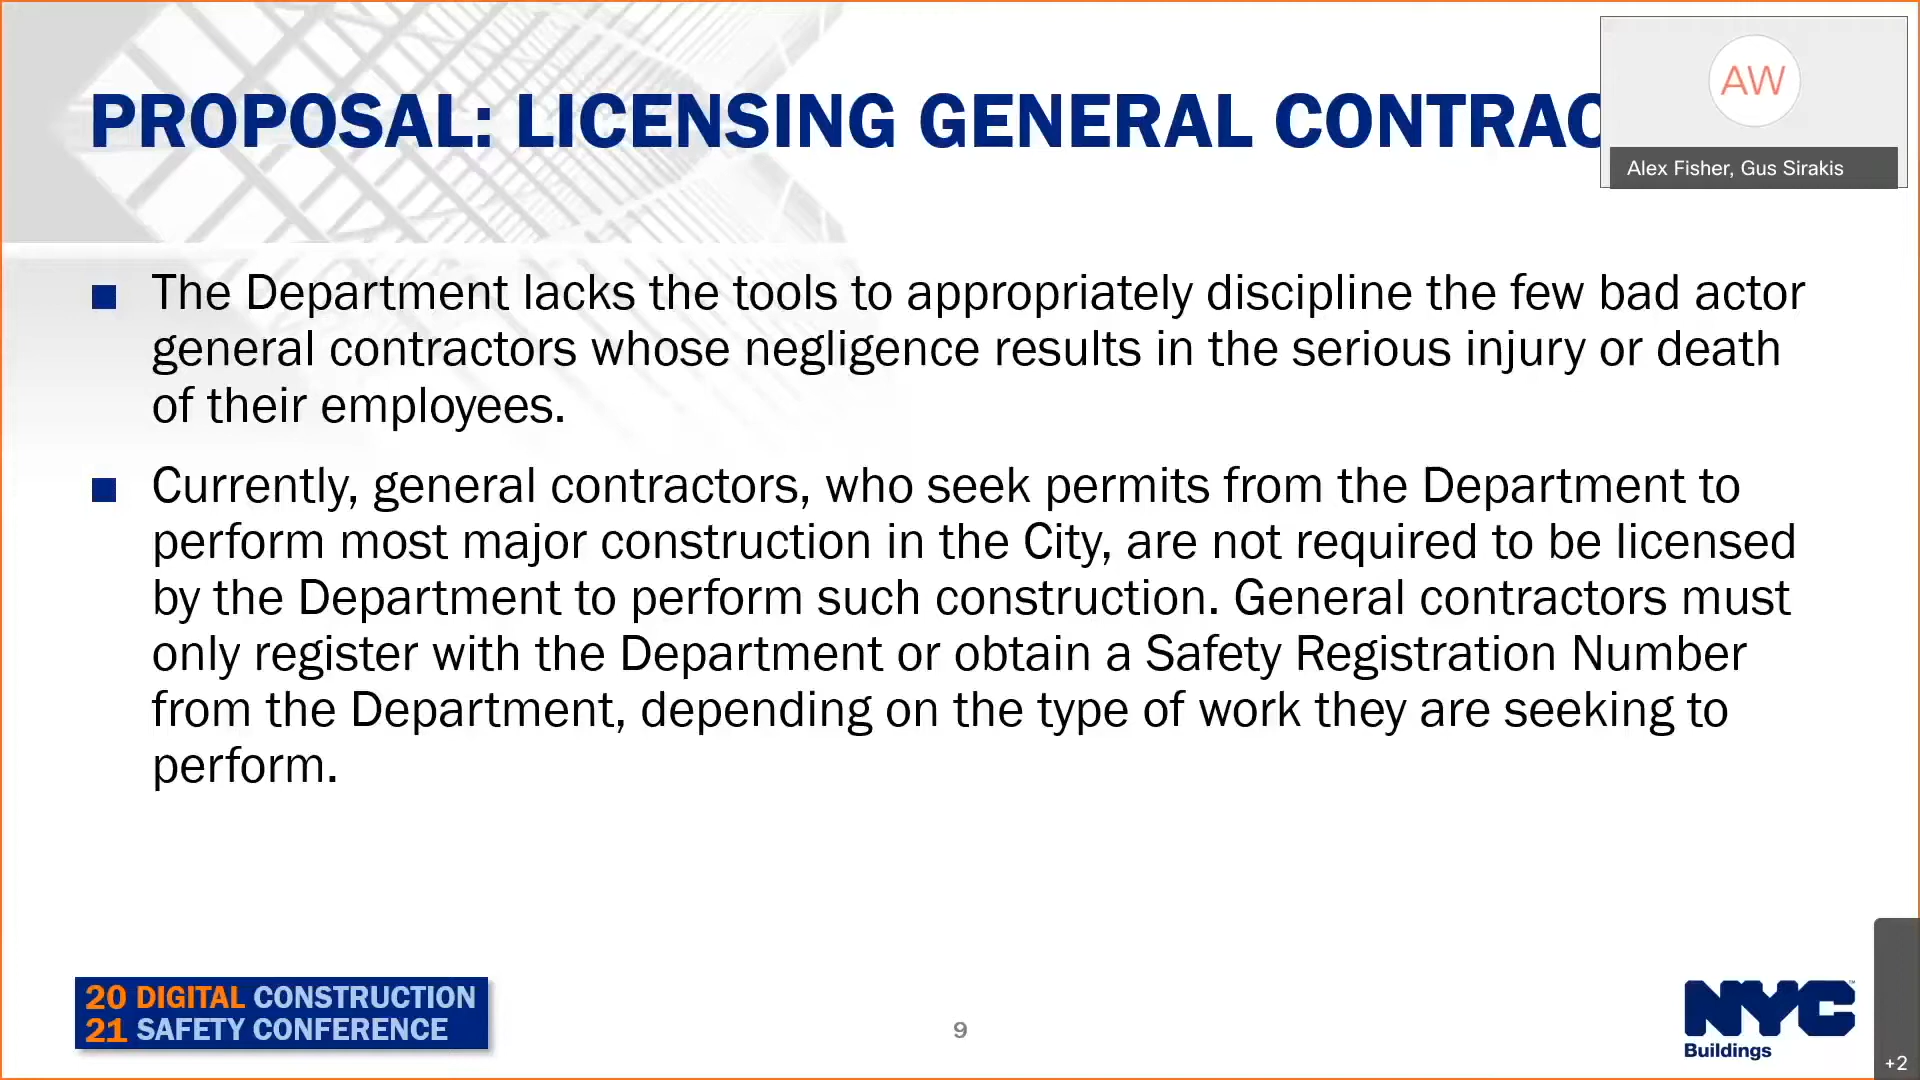 PROPOSAL: LICENSING GENERAL CONTRAC
AW
Alex Fisher, Gus Sirakis
■ The Department lacks the tools to appropriately discipline the few bad actor
general contractors whose negligence results in the serious injury or death
of their employees.
■ Currently, general contractors, who seek permits from the Department to
perform most major construction in the City, are not required to be licensed
by the Department to perform such construction. General contractors must
only register with the Department or obtain a Safety Registration Number
from the Department, depending on the type of work they are seeking to
perform.
20 DIGITAL CONSTRUCTION
21 SAFETY CONFERENCE
9
NYC™
Buildings
+2